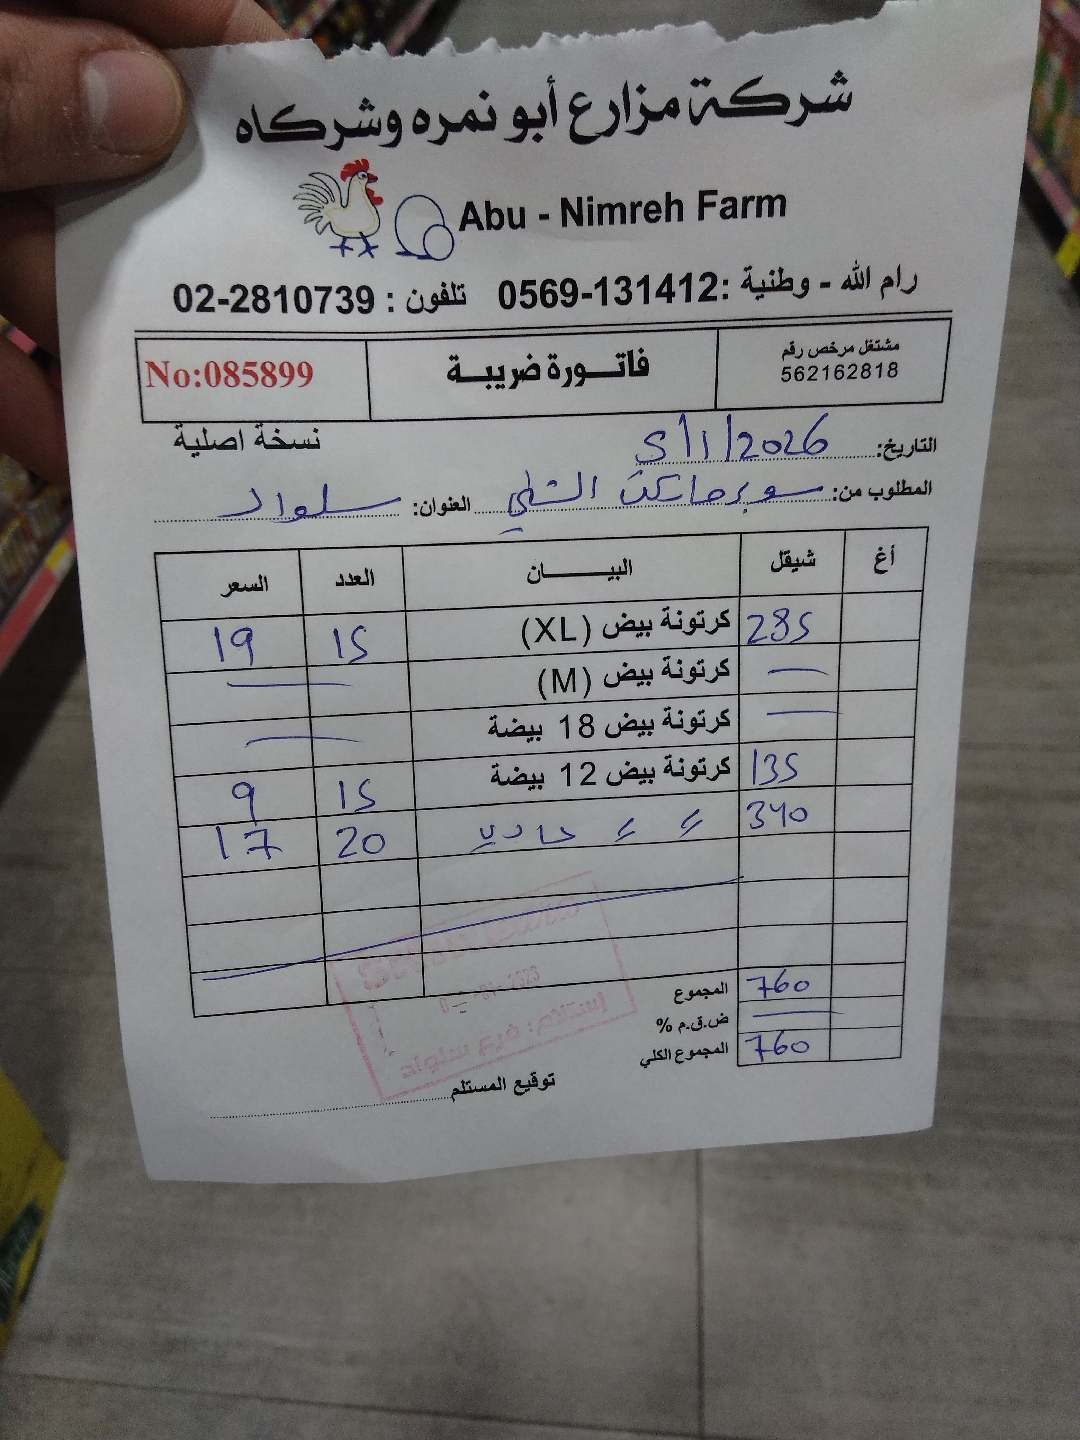 شركة مزارع أبو نمره وشركاه
Abu - Nimreh Farm
رام الله - وطنية :0569-131412 تلفون : 02-2810739
مشتغل مرخص رقم
562162818
فاتورة ضريبة
No:085899
نسخة اصلية
التاريخ: 5/1/2026
المطلوب من: سوبرماركت الشلي العنوان: سلواد
أغ شيقل البيان العدد السعر
285 كرتونة بيض (XL) 15 19
كرتونة بيض (M)
كرتونة بيض 18 بيضة
135 كرتونة بيض 12 بيضة 15 9
340 = = 20 17
المجموع 760
ض.ق.م %
المجموع الكلي 760
إستلام: فرع سلواد
توقيع المستلم